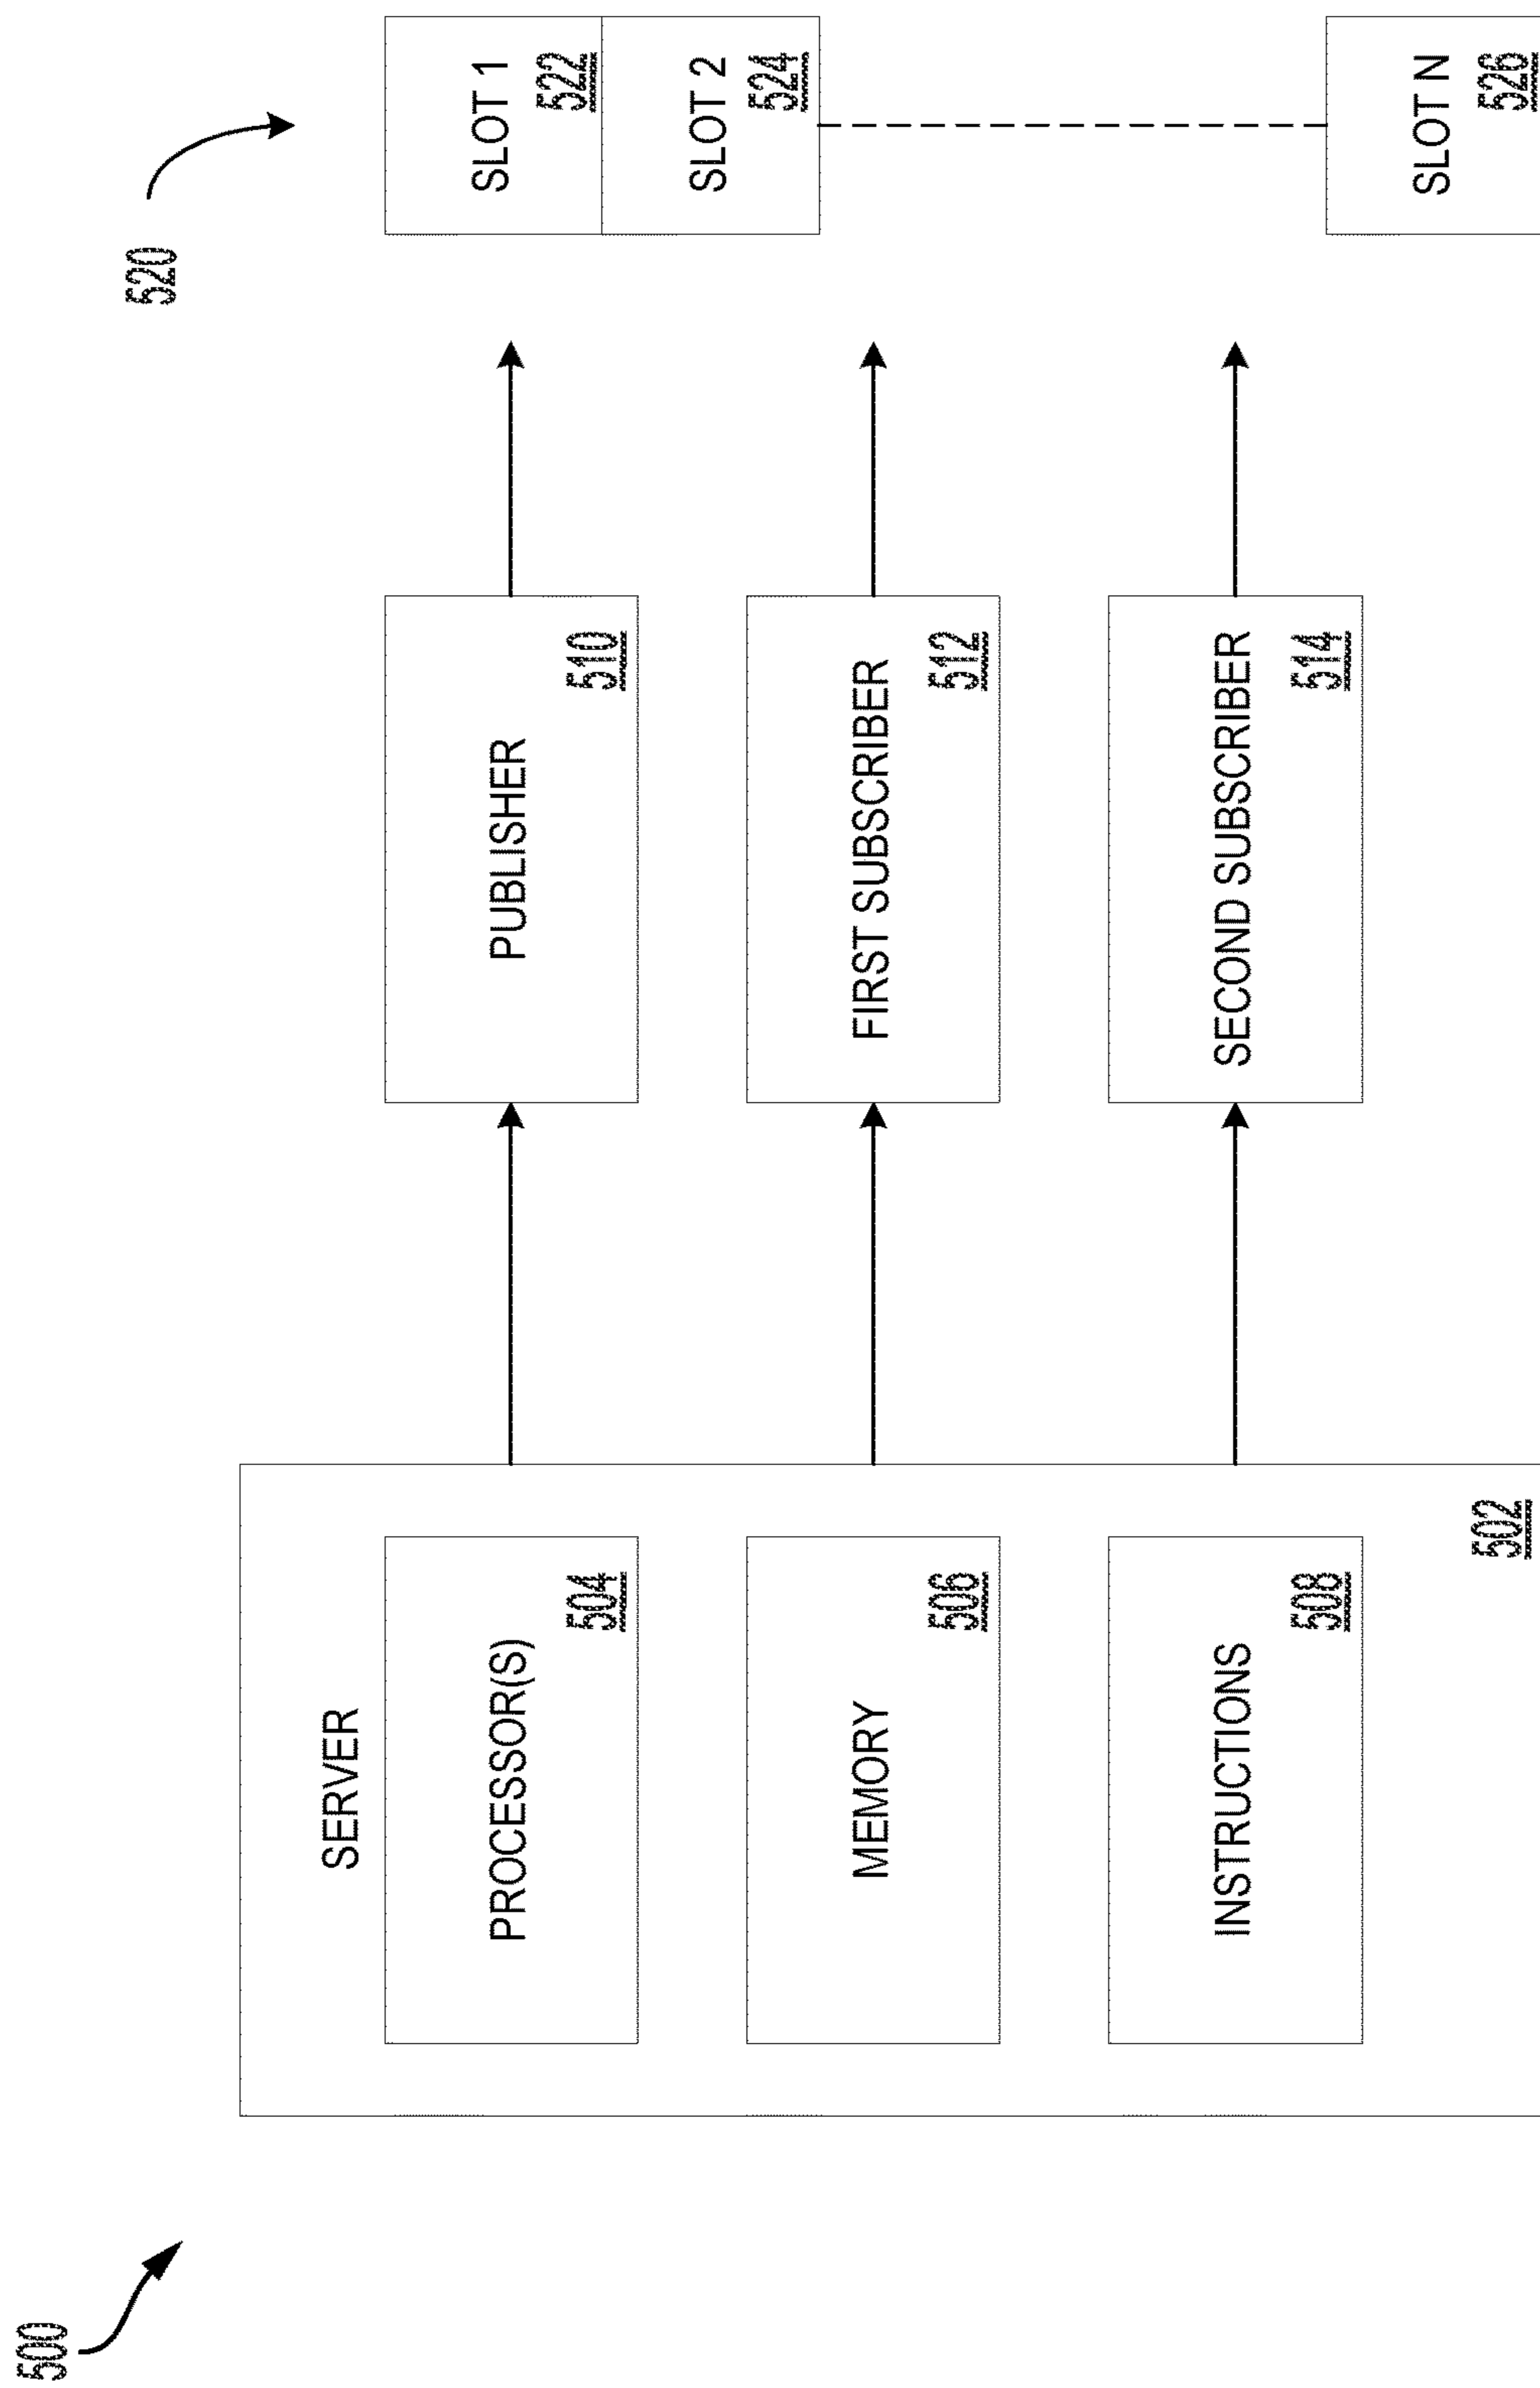 500
SERVER
PROCESSOR(S)
504
MEMORY
506
INSTRUCTIONS
508
502
PUBLISHER
510
FIRST SUBSCRIBER
512
SECOND SUBSCRIBER
514
520
SLOT 1
522
SLOT 2
524
SLOT N
526